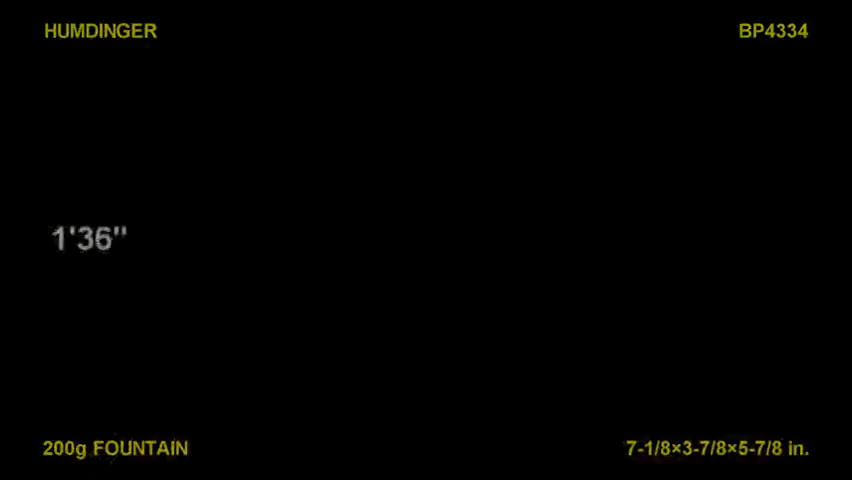 HUMDINGER
BP4334
1'36"
200g FOUNTAIN
7-1/8×3-7/8×5-7/8 in.